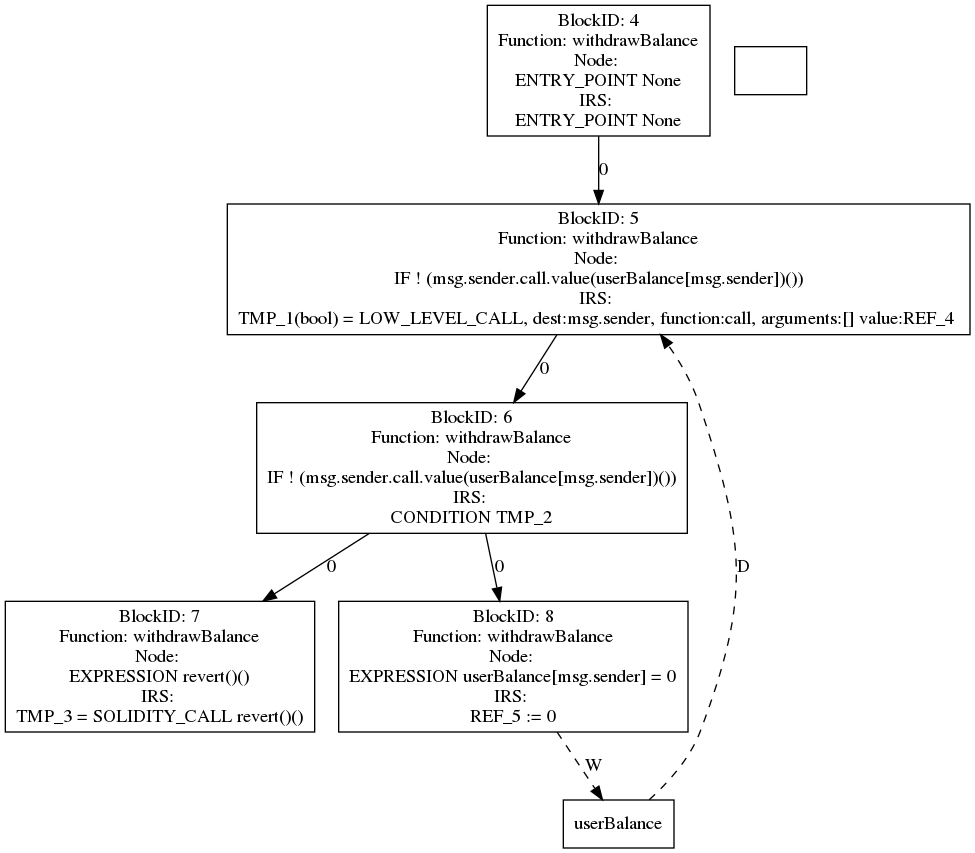 BlockID: 4
Function: withdrawBalance
Node:
ENTRY_POINT None
IRS:
ENTRY_POINT None
0
BlockID: 5
Function: withdrawBalance
Node:
IF ! (msg.sender.call.value(userBalance[msg.sender])())
IRS:
TMP_1(bool) = LOW_LEVEL_CALL, dest:msg.sender, function:call, arguments:[] value:REF_4
0
BlockID: 6
Function: withdrawBalance
Node:
IF ! (msg.sender.call.value(userBalance[msg.sender])())
IRS:
CONDITION TMP_2
0
0
D
BlockID: 7
Function: withdrawBalance
Node:
EXPRESSION revert()()
IRS:
TMP_3 = SOLIDITY_CALL revert()()
BlockID: 8
Function: withdrawBalance
Node:
EXPRESSION userBalance[msg.sender] = 0
IRS:
REF_5 := 0
W
userBalance